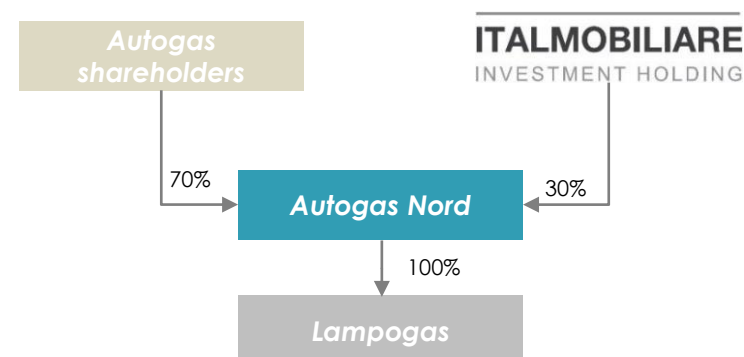 Autogas
shareholders
ITALMOBILIARE
INVESTMENT HOLDING
70%
30%
Autogas Nord
100%
Lampogas